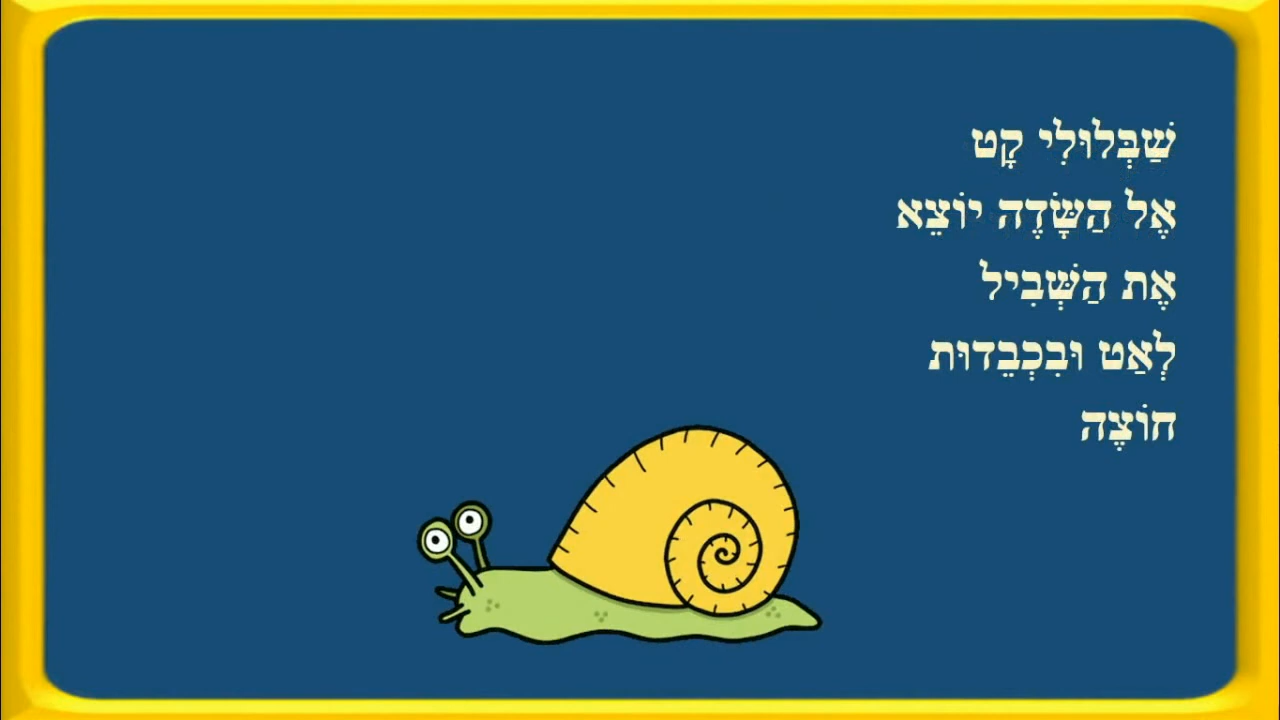 שַׁבְּלוּלִי קָט
אֶל הַשָּׂדֶה יוֹצֵא
אֶת הַשְּׁבִיל
לְאַט וּבִכְבֵדוּת
חוֹצֶה